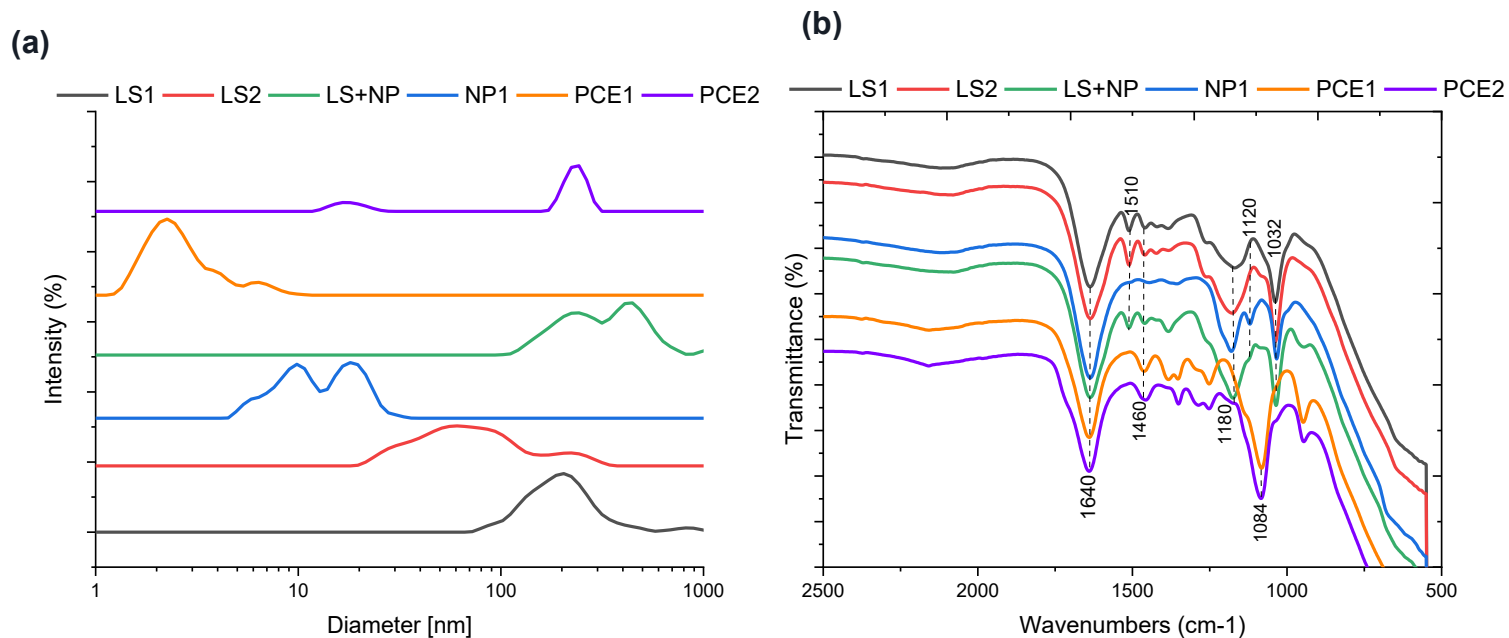 (a)
LS1 LS2 LS+NP NP1 PCE1 PCE2
Intensity (%)
1 10 100 1000
Diameter [nm]
(b)
LS1 LS2 LS+NP NP1 PCE1 PCE2
Transmittance (%)
1510
1120
1032
1460
1180
1640
1084
2500 2000 1500 1000 500
Wavenumbers (cm-1)